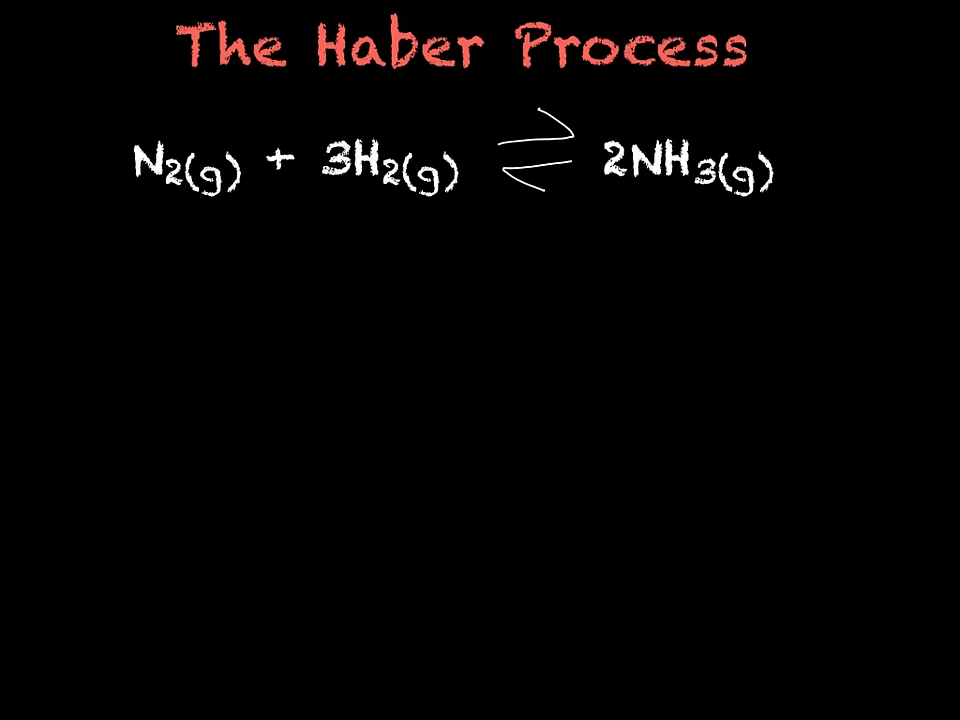 The Haber Process
N₂(g) + 3H₂(g) ⇌ 2NH₃(g)